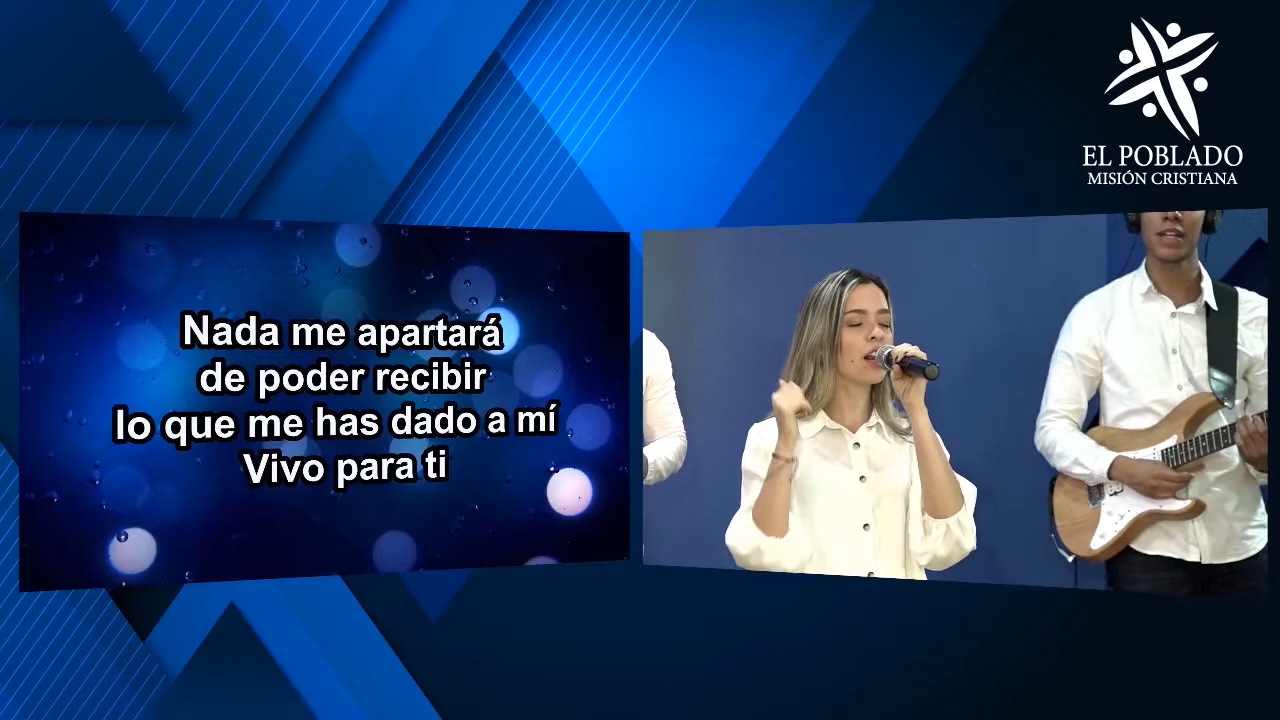 EL POBLADO
MISIÓN CRISTIANA
Nada me apartará
de poder recibir
lo que me has dado a mí
Vivo para ti